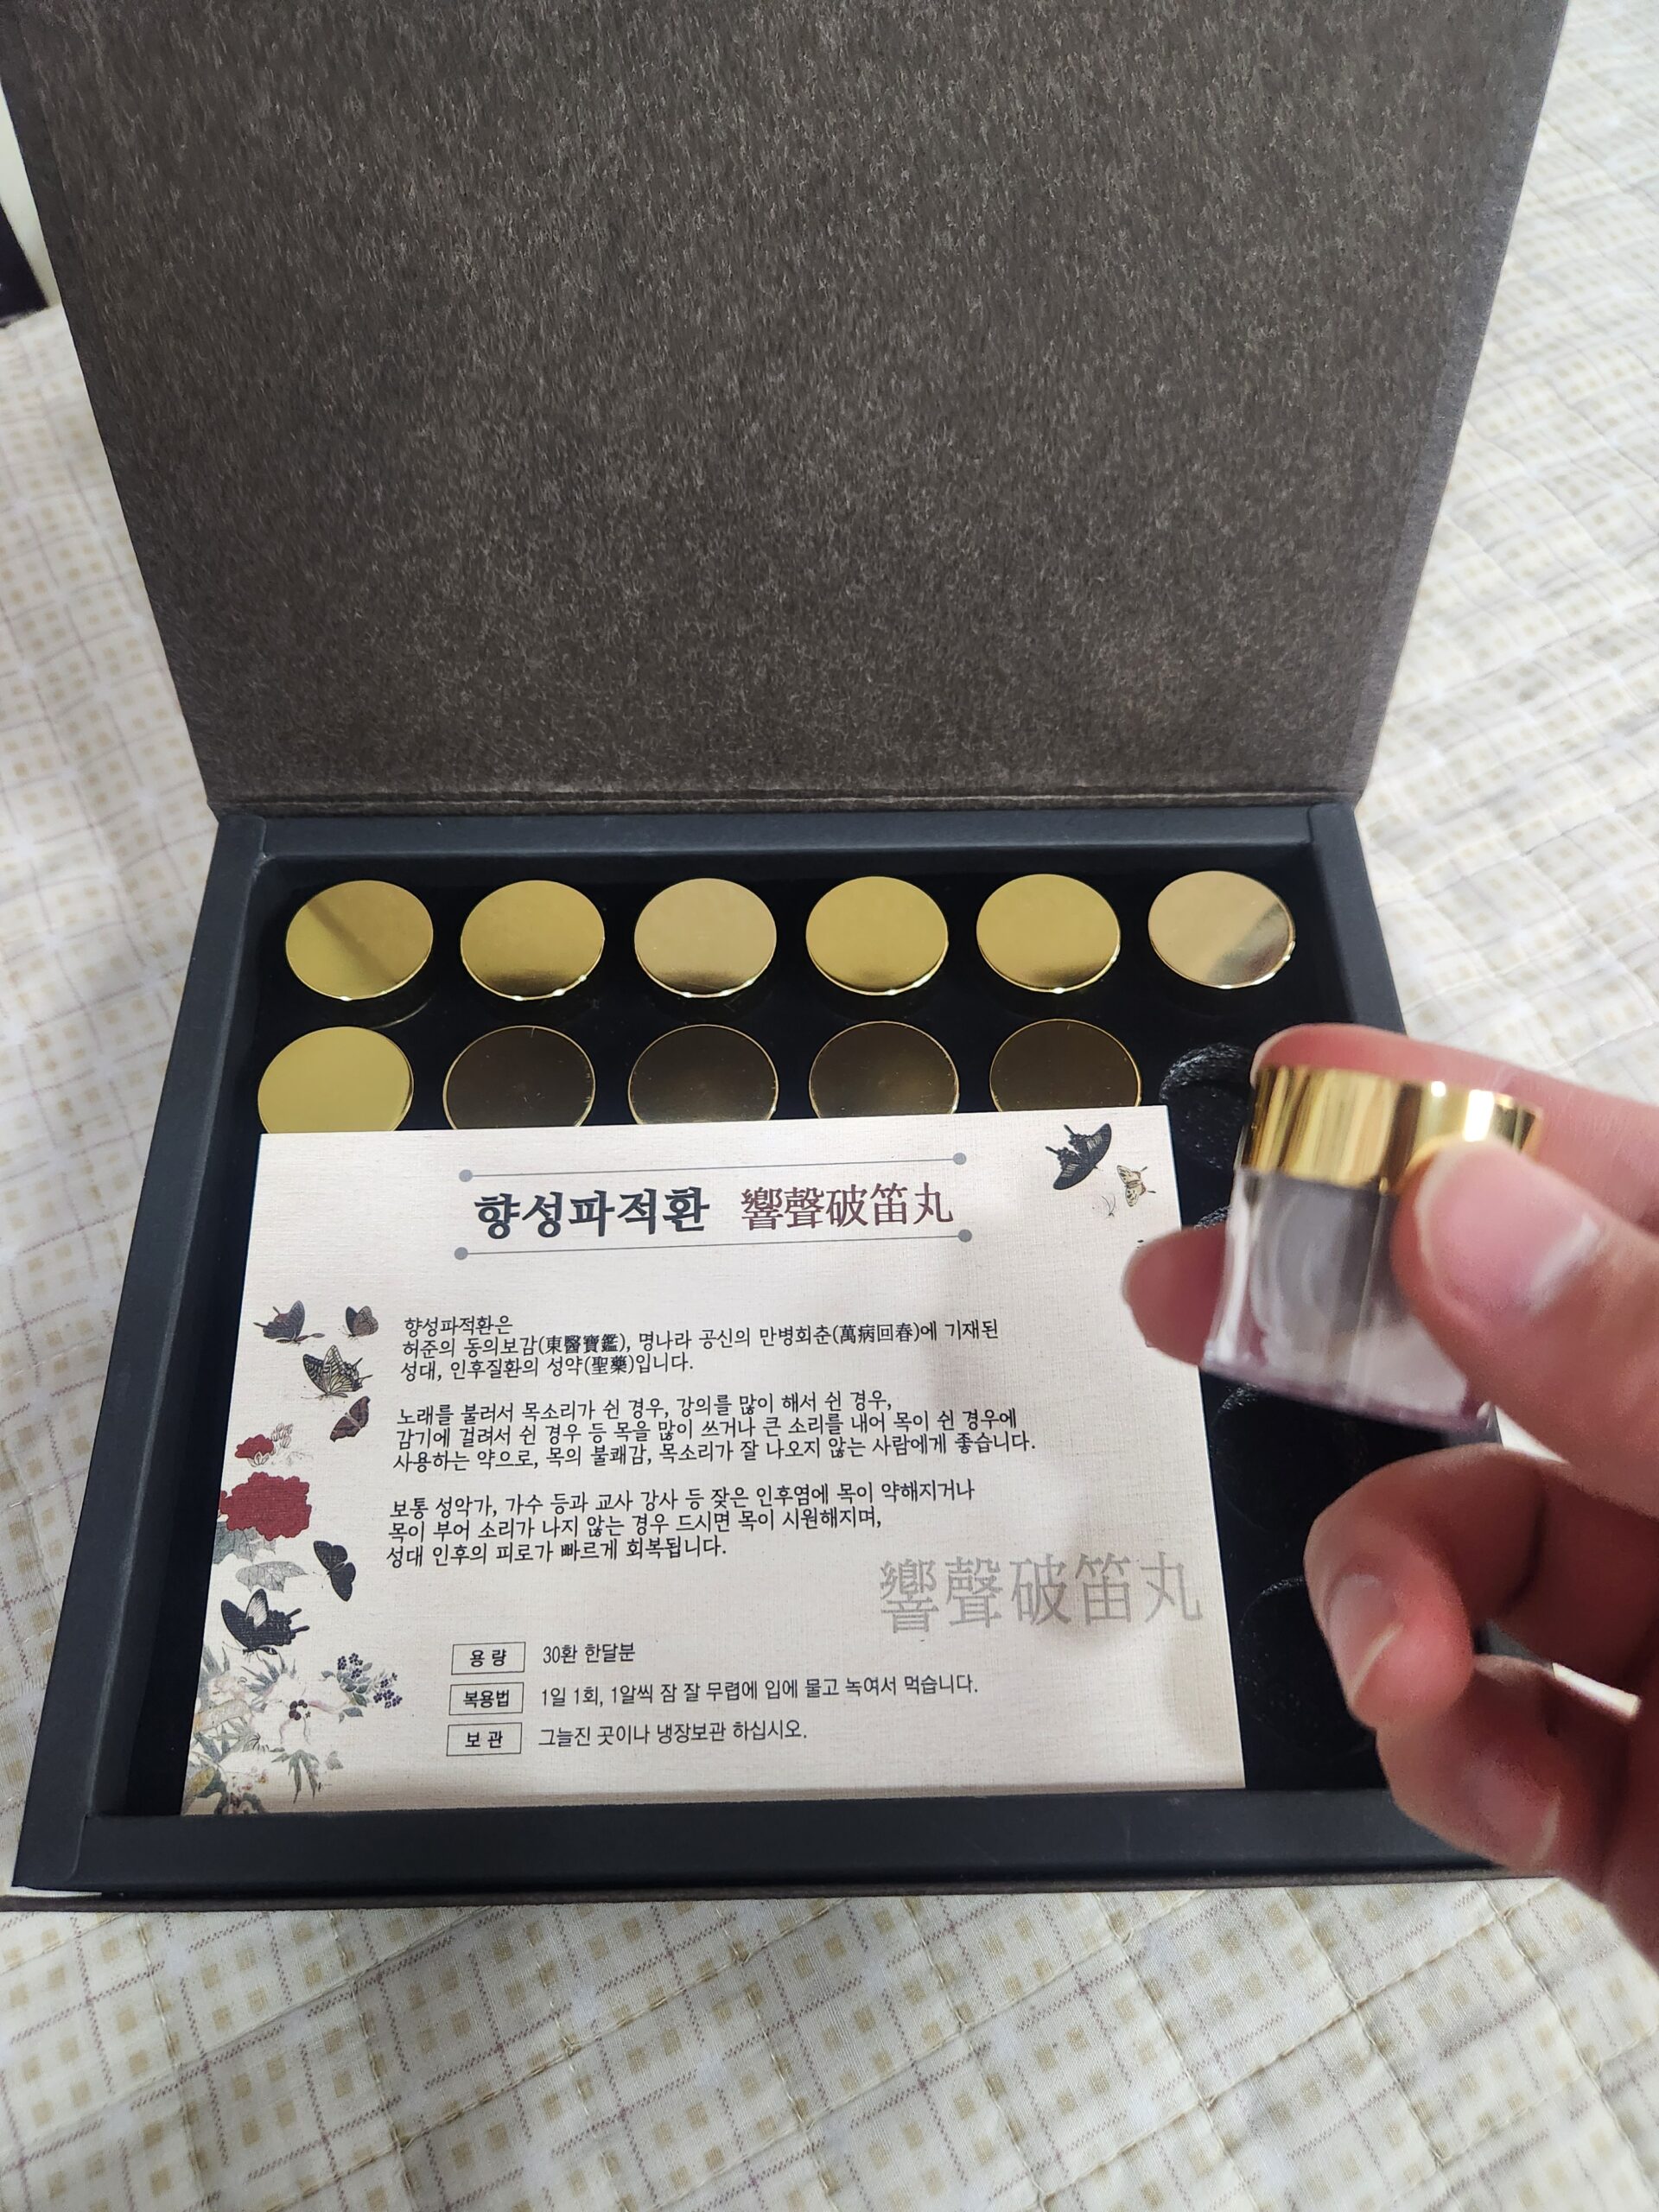 향성파적환 響聲破笛丸
향성파적환은
허준의 동의보감(東醫寶鑑), 명나라 공신의 만병회춘(萬病回春)에 기재된
성대, 인후질환의 성약(聖藥)입니다.
노래를 불러서 목소리가 쉰 경우, 강의를 많이 해서 쉰 경우,
감기에 걸려서 쉰 경우 등 목을 많이 쓰거나 큰 소리를 내어 목이 쉰 경우에
사용하는 약으로, 목의 불쾌감, 목소리가 잘 나오지 않는 사람에게 좋습니다.
보통 성악가, 가수 등과 교사 강사 등 잦은 인후염에 목이 약해지거나
목이 부어 소리가 나지 않는 경우 드시면 목이 시원해지며,
성대 인후의 피로가 빠르게 회복됩니다.
響聲破笛丸
용 량 30환 한달분
복용법 1일 1회, 1알씩 잠 잘 무렵에 입에 물고 녹여서 먹습니다.
보 관 그늘진 곳이나 냉장보관 하십시오.